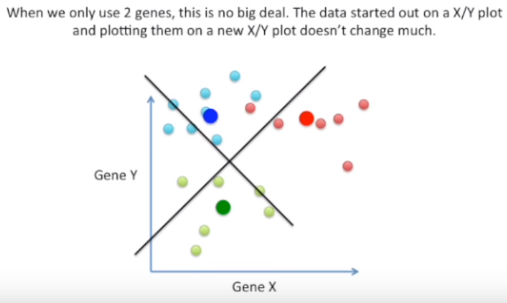 When we only use 2 genes, this is no big deal. The data started out on a X/Y plot
and plotting them on a new X/Y plot doesn’t change much.
Gene Y
Gene X